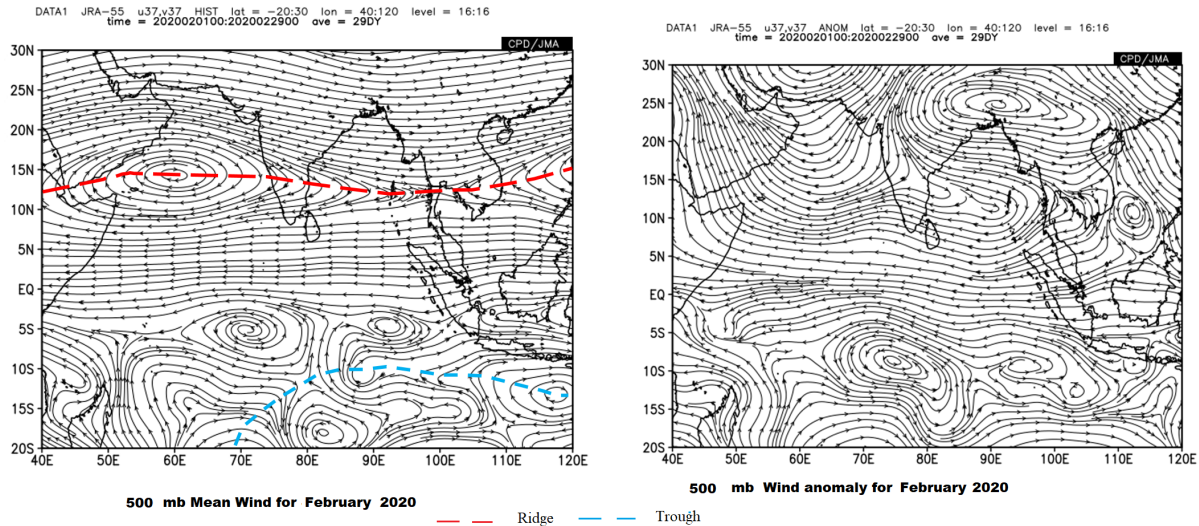 DATA1 JRA-55 u37,v37 HIST lat = -20:30 lon = 40:120 level = 16:16
time = 2020020100:2020022900 ave = 29DY
CPD/JMA
30N
25N
20N
15N
10N
5N
EQ
5S
10S
15S
20S
40E 50E 60E 70E 80E 90E 100E 110E 120E
500 mb Mean Wind for February 2020
DATA1 JRA-55 u37,v37 ANOM lat = -20:30 lon = 40:120 level = 16:16
time = 2020020100:2020022900 ave = 29DY
CPD/JMA
30N
25N
20N
15N
10N
5N
EQ
5S
10S
15S
20S
40E 50E 60E 70E 80E 90E 100E 110E 120E
500 mb Wind anomaly for February 2020
Ridge Trough